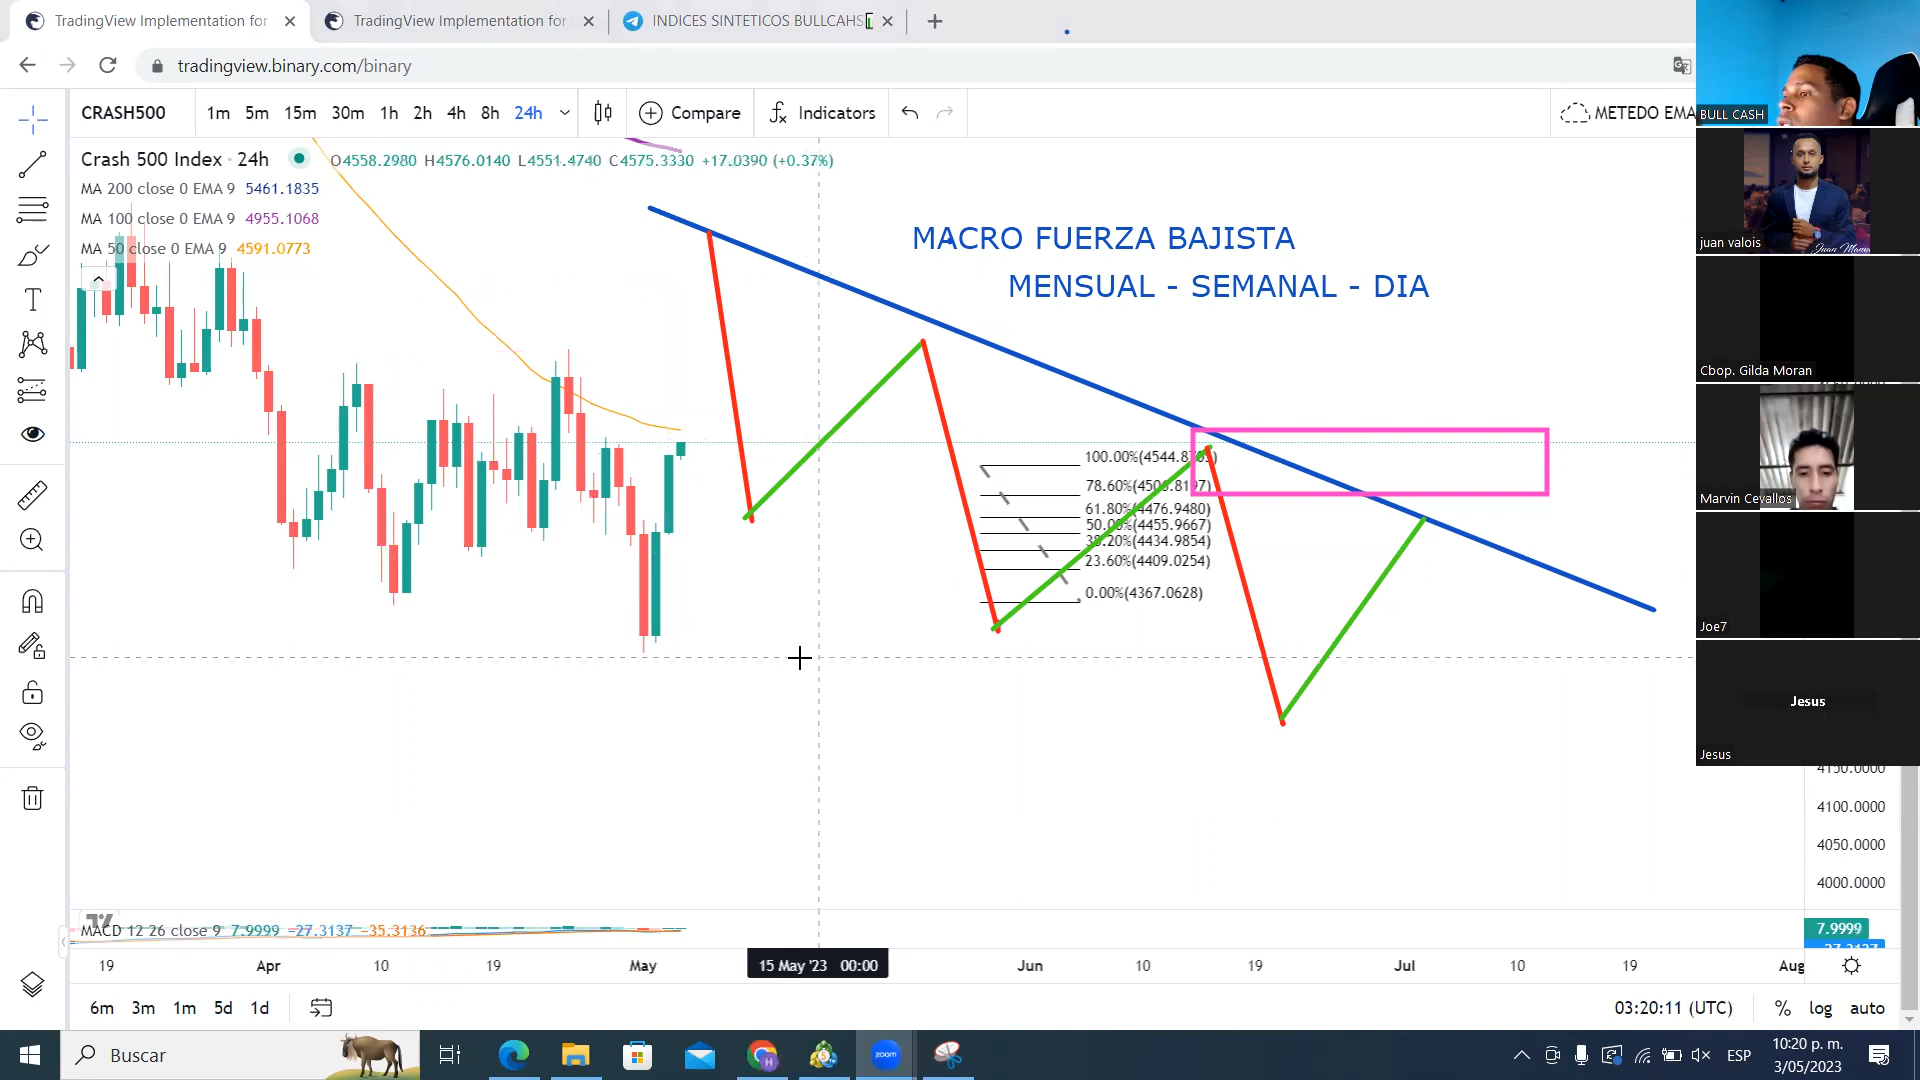 TradingView Implementation for
TradingView Implementation for
INDICES SINTETICOS BULLCAHS
tradingview.binary.com/binary
CRASH500
1m 5m 15m 30m 1h 2h 4h 8h 24h
Compare
Indicators
METEDO EMA
Crash 500 Index · 24h
O4558.2980 H4576.0140 L4551.4740 C4575.3330 +17.0390 (+0.37%)
MA 200 close 0 EMA 9 5461.1835
MA 100 close 0 EMA 9 4955.1068
MA 50 close 0 EMA 9 4591.0773
MACRO FUERZA BAJISTA
MENSUAL - SEMANAL - DIA
78.60%(4506.8197)
61.80%(4476.9480)
50.00%(4455.9667)
38.20%(4434.9854)
23.60%(4409.0254)
0.00%(4367.0628)
BULL CASH
juan valois
Juan Manu
Cbop. Gilda Moran
Marvin Cevallos
Joe7
Jesus
Jesus
4150.0000
4100.0000
4050.0000
4000.0000
MACD 12 26 close 9 7.9999 −27.3137 −35.3136
7.9999
19 Apr 10 19 May 15 May '23 00:00 Jun 10 19 Jul 10 19 Aug
6m 3m 1m 5d 1d
03:20:11 (UTC)
% log auto
Buscar
zoom
ESP
10:20 p. m.
3/05/2023